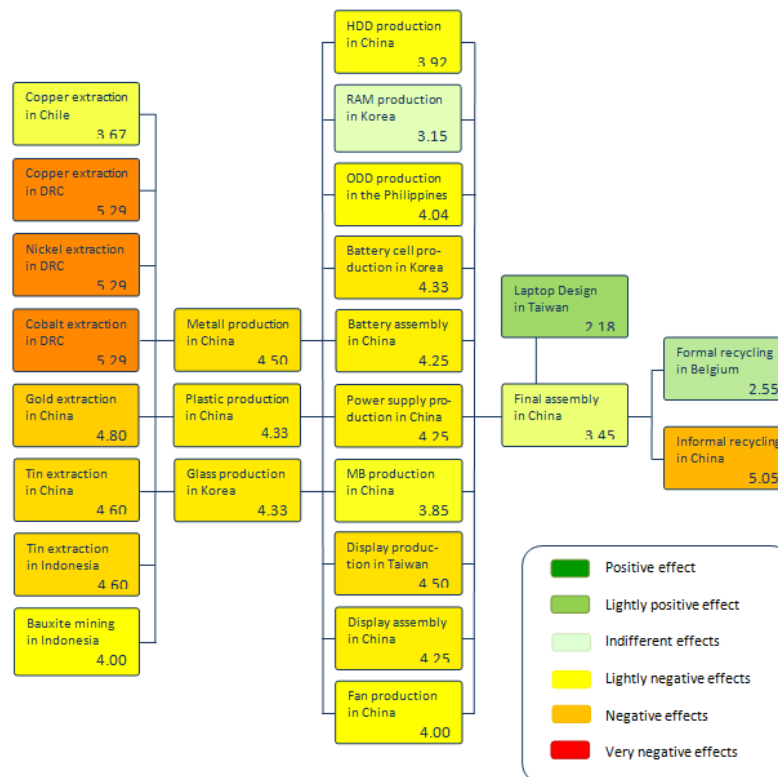 Copper extraction
in Chile
3.67
Copper extraction
in DRC
5.29
Nickel extraction
in DRC
5.29
Cobalt extraction
in DRC
5.29
Gold extraction
in China
4.80
Tin extraction
in China
4.60
Tin extraction
in Indonesia
4.60
Bauxite mining
in Indonesia
4.00
Metall production
in China
4.50
Plastic production
in China
4.33
Glass production
in Korea
4.33
HDD production
in China
3.92
RAM production
in Korea
3.15
ODD production
in the Philippines
4.04
Battery cell pro-
duction in Korea
4.33
Battery assembly
in China
4.25
Power supply pro-
duction in China
4.25
MB production
in China
3.85
Display produc-
tion in Taiwan
4.50
Display assembly
in China
4.25
Fan production
in China
4.00
Laptop Design
in Taiwan
2.18
Final assembly
in China
3.45
Formal recycling
in Belgium
2.55
Informal recycling
in China
5.05
Positive effect
Lightly positive effect
Indifferent effects
Lightly negative effects
Negative effects
Very negative effects